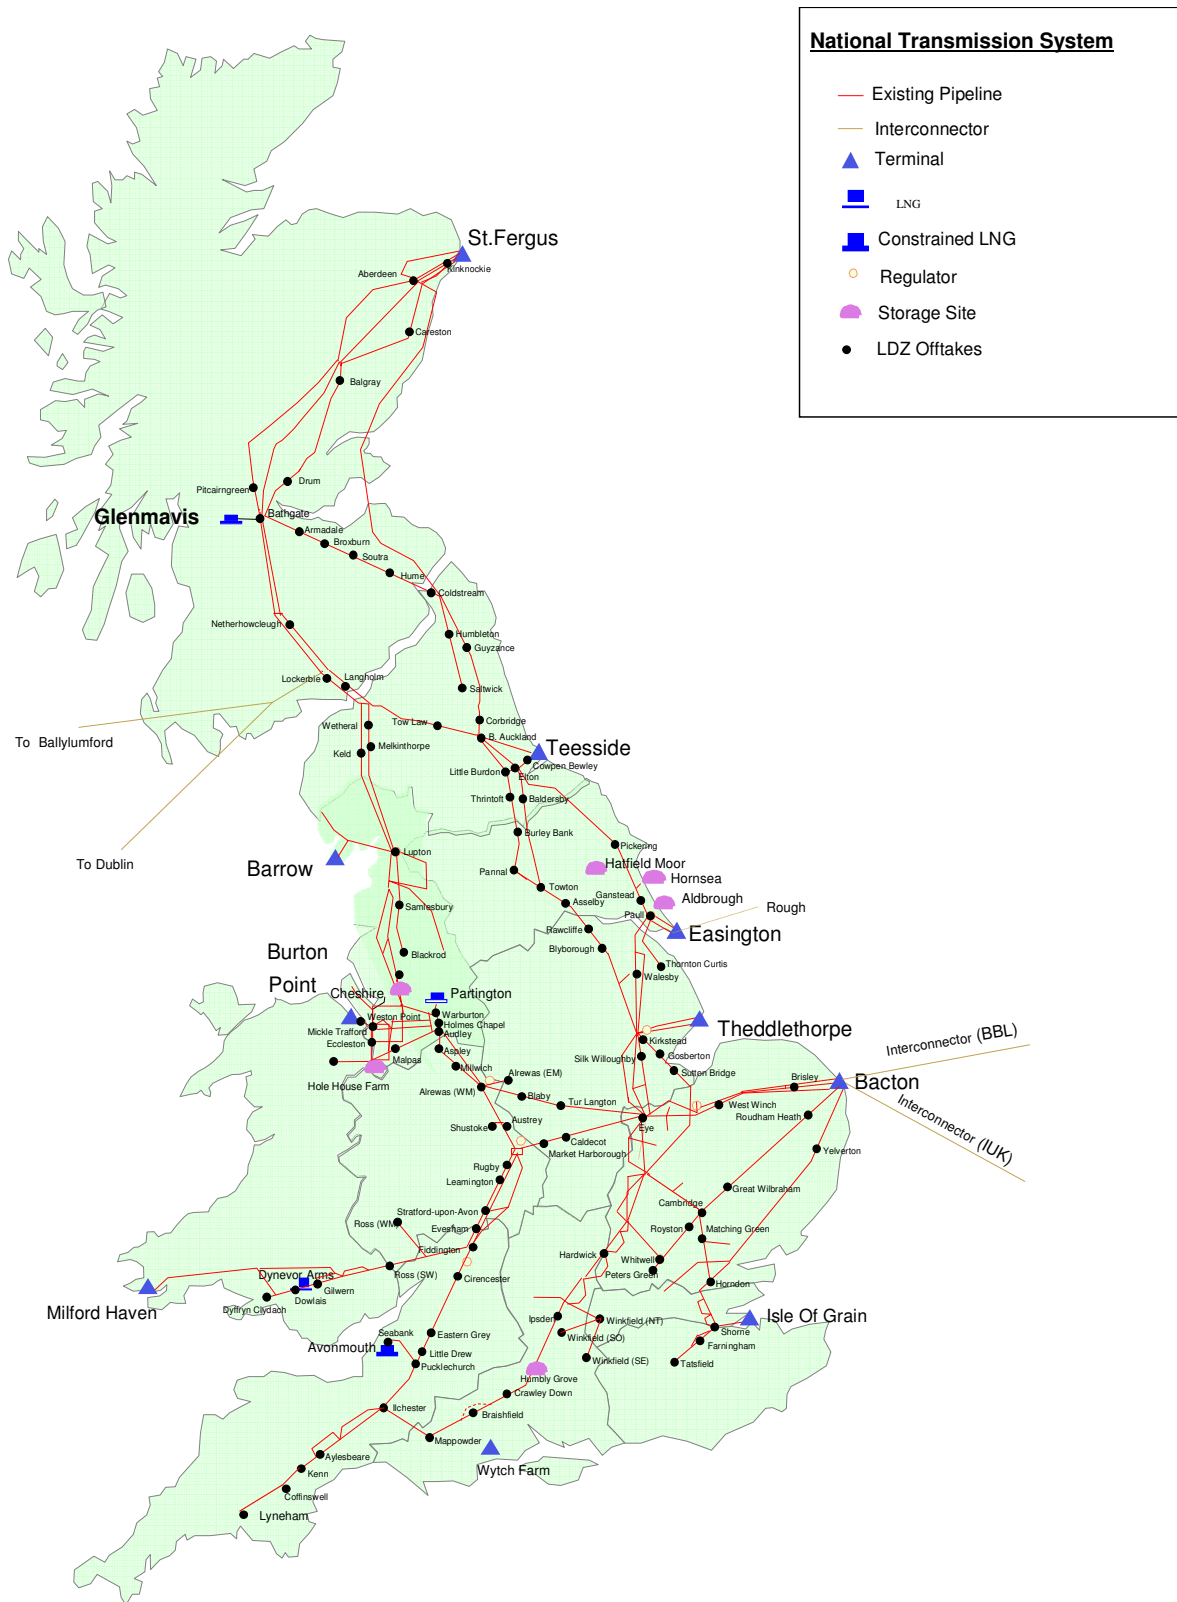 National Transmission System
Existing Pipeline
Interconnector
Terminal
LNG
Constrained LNG
Regulator
Storage Site
LDZ Offtakes
St.Fergus
Kinknockie
Aberdeen
Careston
Balgray
Drum
Pitcairngreen
Glenmavis
Bathgate
Armadale
Broxburn
Soutra
Hume
Coldstream
Netherhowcleugh
Humbleton
Guyzance
Lockerbie
Langholm
Saltwick
To Ballylumford
Wetheral
Tow Law
Corbridge
B. Auckland
Teesside
Melkinthorpe
Keld
Cowpen Bewley
Little Burdon
Elton
Thrintoft
Baldersby
To Dublin
Burley Bank
Pickering
Barrow
Lupton
Pannal
Hatfield Moor
Hornsea
Towton
Ganstead
Aldbrough
Samlesbury
Asselby
Paull
Rough
Rawcliffe
Easington
Burton
Point
Blackrod
Blyborough
Thornton Curtis
Walesby
Cheshire
Partington
Weston Point
Warburton
Mickle Trafford
Holmes Chapel
Audley
Theddlethorpe
Eccleston
Kirkstead
Interconnector (BBL)
Malpas
Aspley
Silk Willoughby
Gosberton
Hole House Farm
Milwich
Sutton Bridge
Alrewas (EM)
Brisley
Bacton
Alrewas (WM)
Blaby
Tur Langton
West Winch
Roudham Heath
Interconnector (IUK)
Shustoke
Austrey
Eye
Caldecot
Market Harborough
Yelverton
Rugby
Leamington
Great Wilbraham
Stratford-upon-Avon
Cambridge
Ross (WM)
Evesham
Royston
Matching Green
Fiddington
Hardwick
Whitwell
Ross (SW)
Peters Green
Dynevor Arms
Cirencester
Gilwern
Horndon
Milford Haven
Dyffryn Clydach
Dowlais
Ipsden
Winkfield (NT)
Isle Of Grain
Seabank
Eastern Grey
Winkfield (SO)
Shorne
Avonmouth
Little Drew
Farningham
Pucklechurch
Winkfield (SE)
Tatsfield
Humbly Grove
Crawley Down
Ilchester
Braishfield
Mappowder
Aylesbeare
Wytch Farm
Kenn
Coffinswell
Lyneham